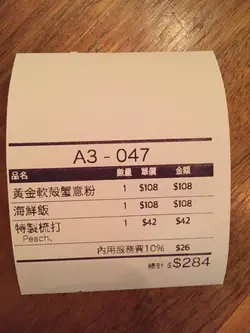 A3 - 047
品名 數量 單價 金額
黃金軟殼蟹意粉 1 $108 $108
海鮮飯 1 $108 $108
特製梳打 1 $42 $42
Peach、
內用服務費10% $26
總計 $ $284